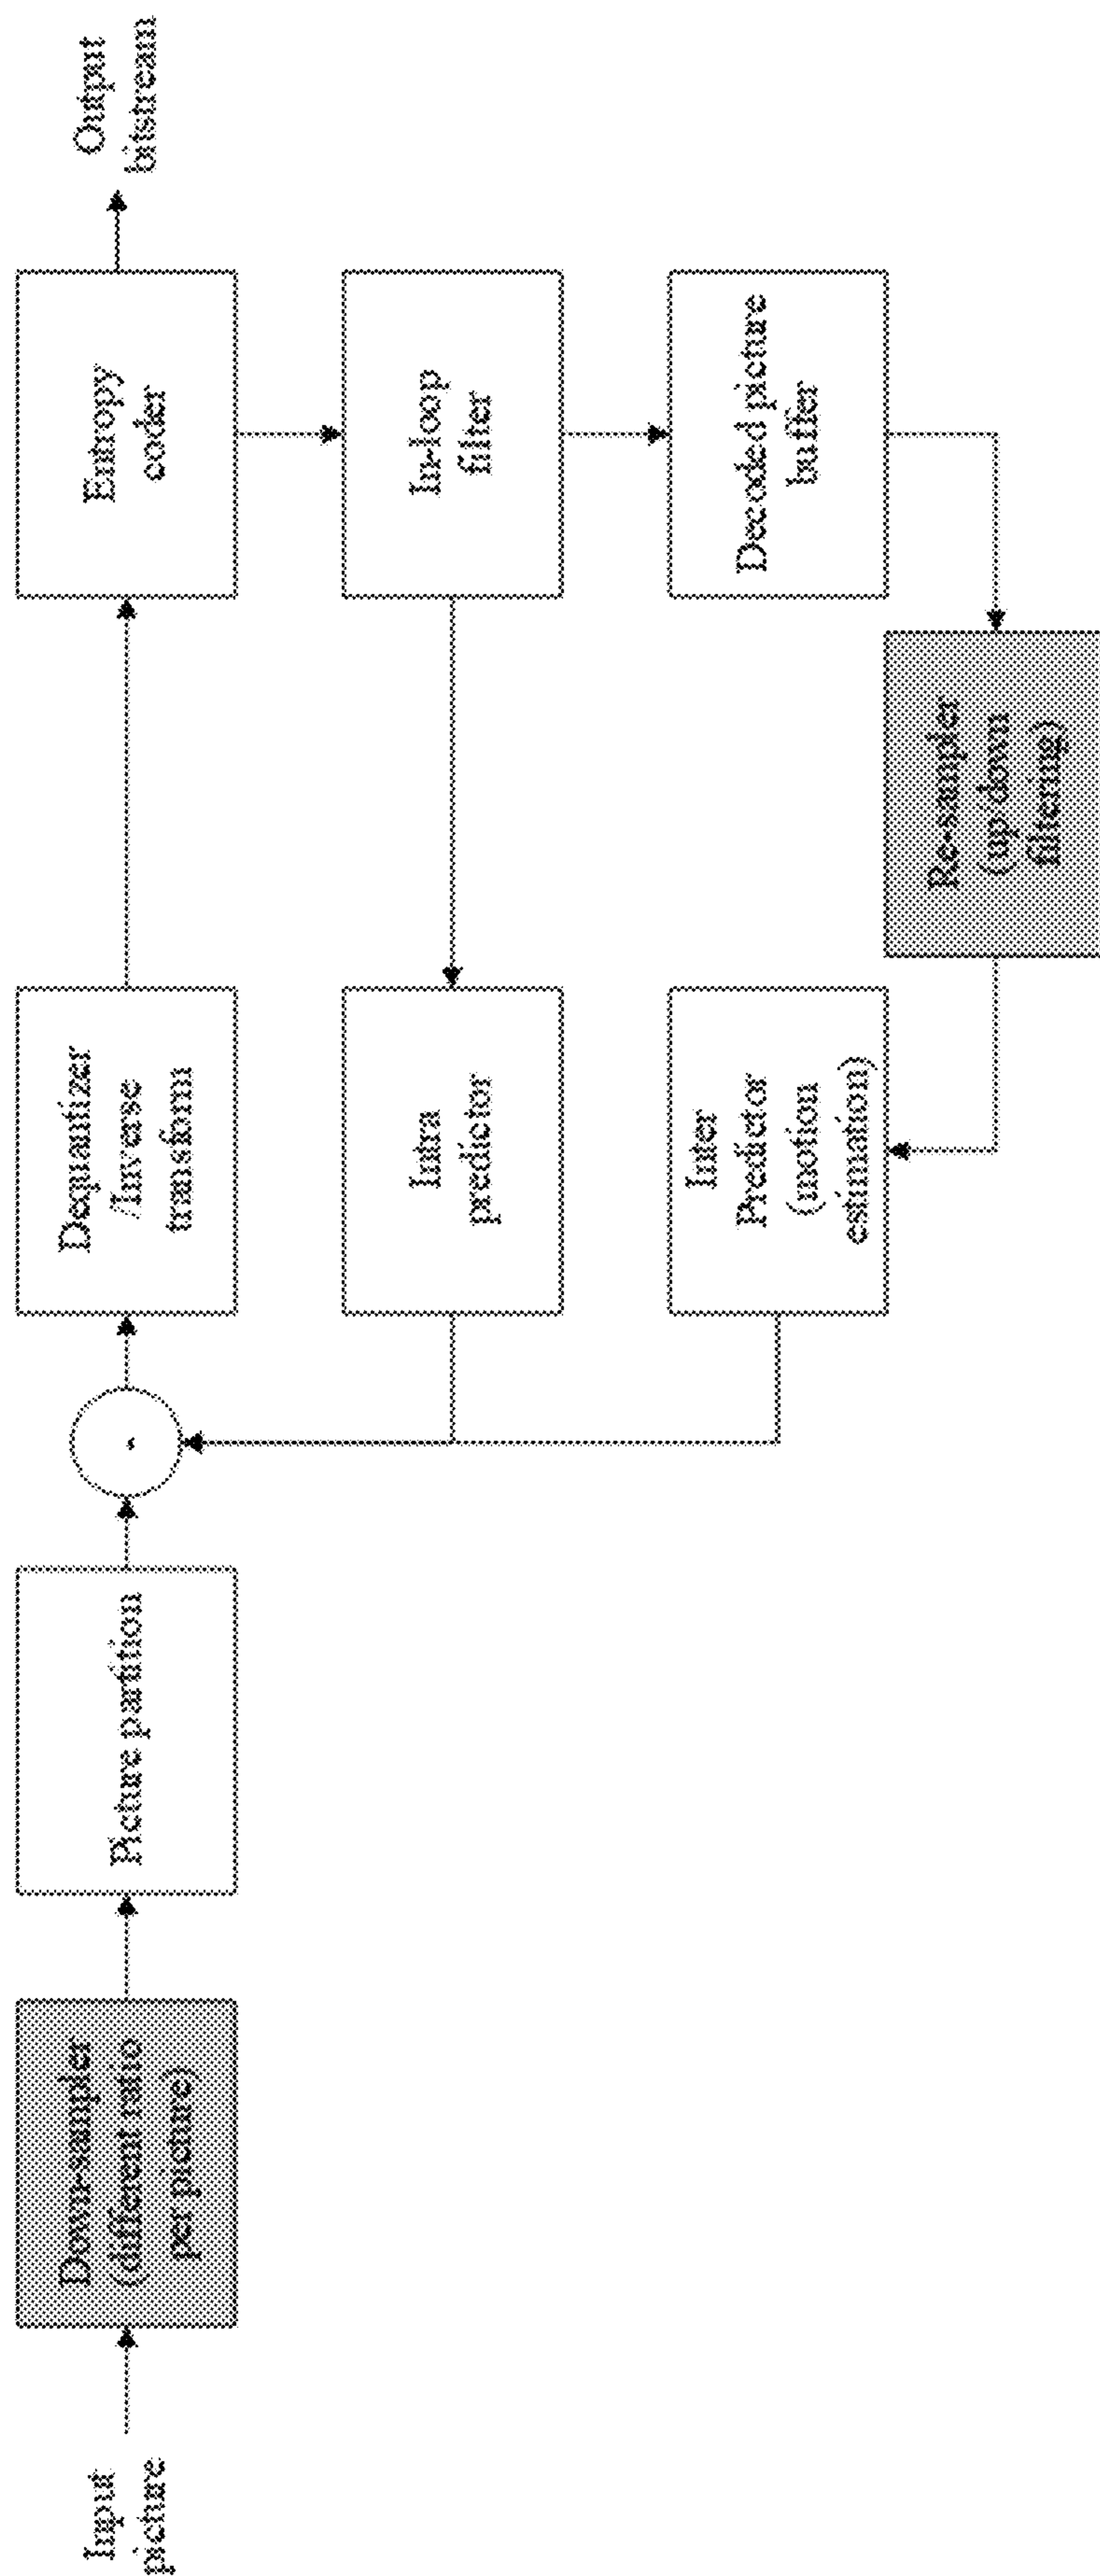 Input
picture
Down-sampler
(different ratio
per picture)
Picture partition
-
Dequantizer
/Inverse
transform
Entropy
coder
Output
bitstream
Intra
predictor
In-loop
filter
Inter
Predictor
(motion
estimation)
Decoded picture
buffer
Re-sampler
(up/down
filtering)